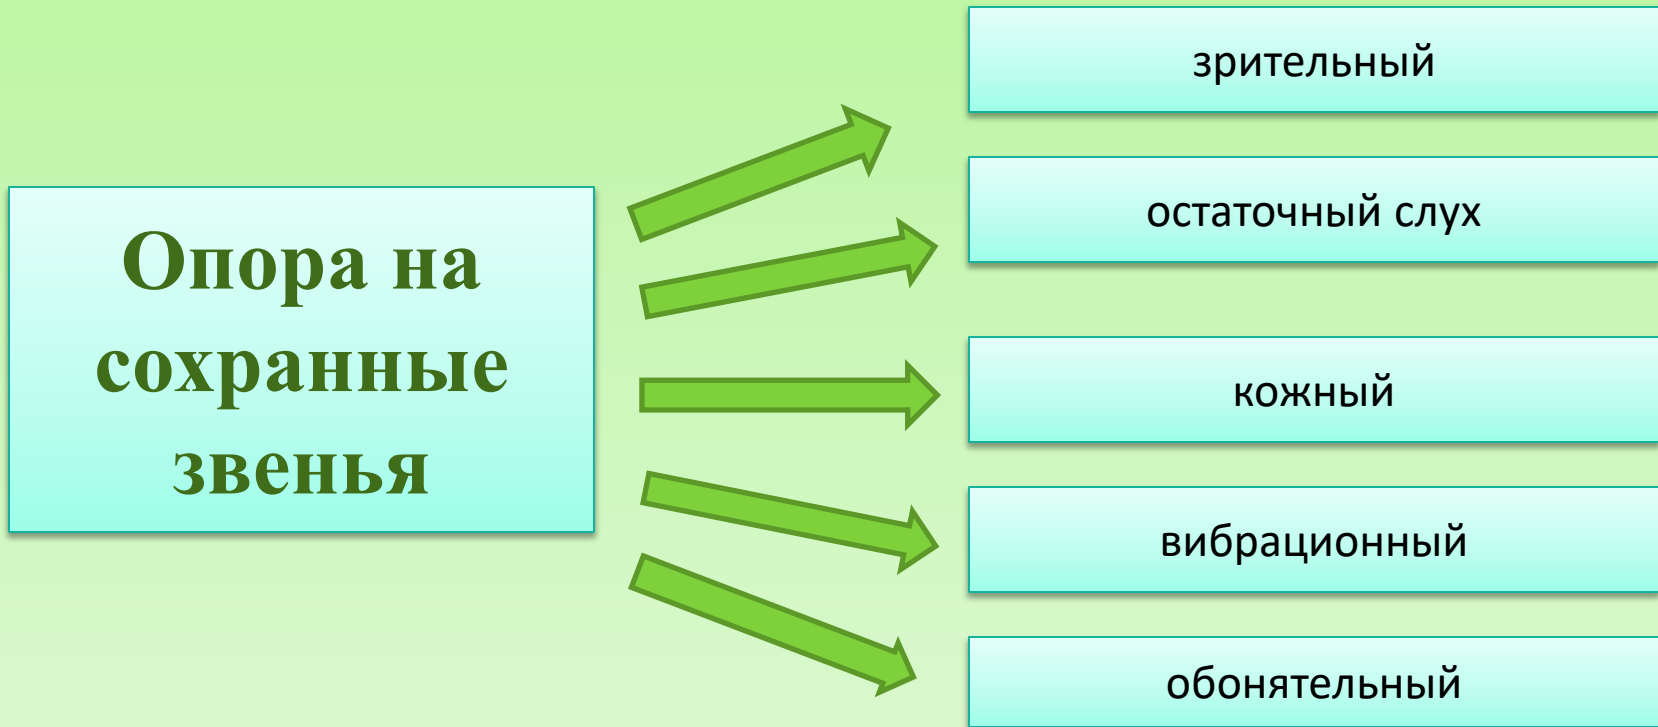 Опора на
сохранные
звенья
зрительный
остаточный слух
кожный
вибрационный
обонятельный